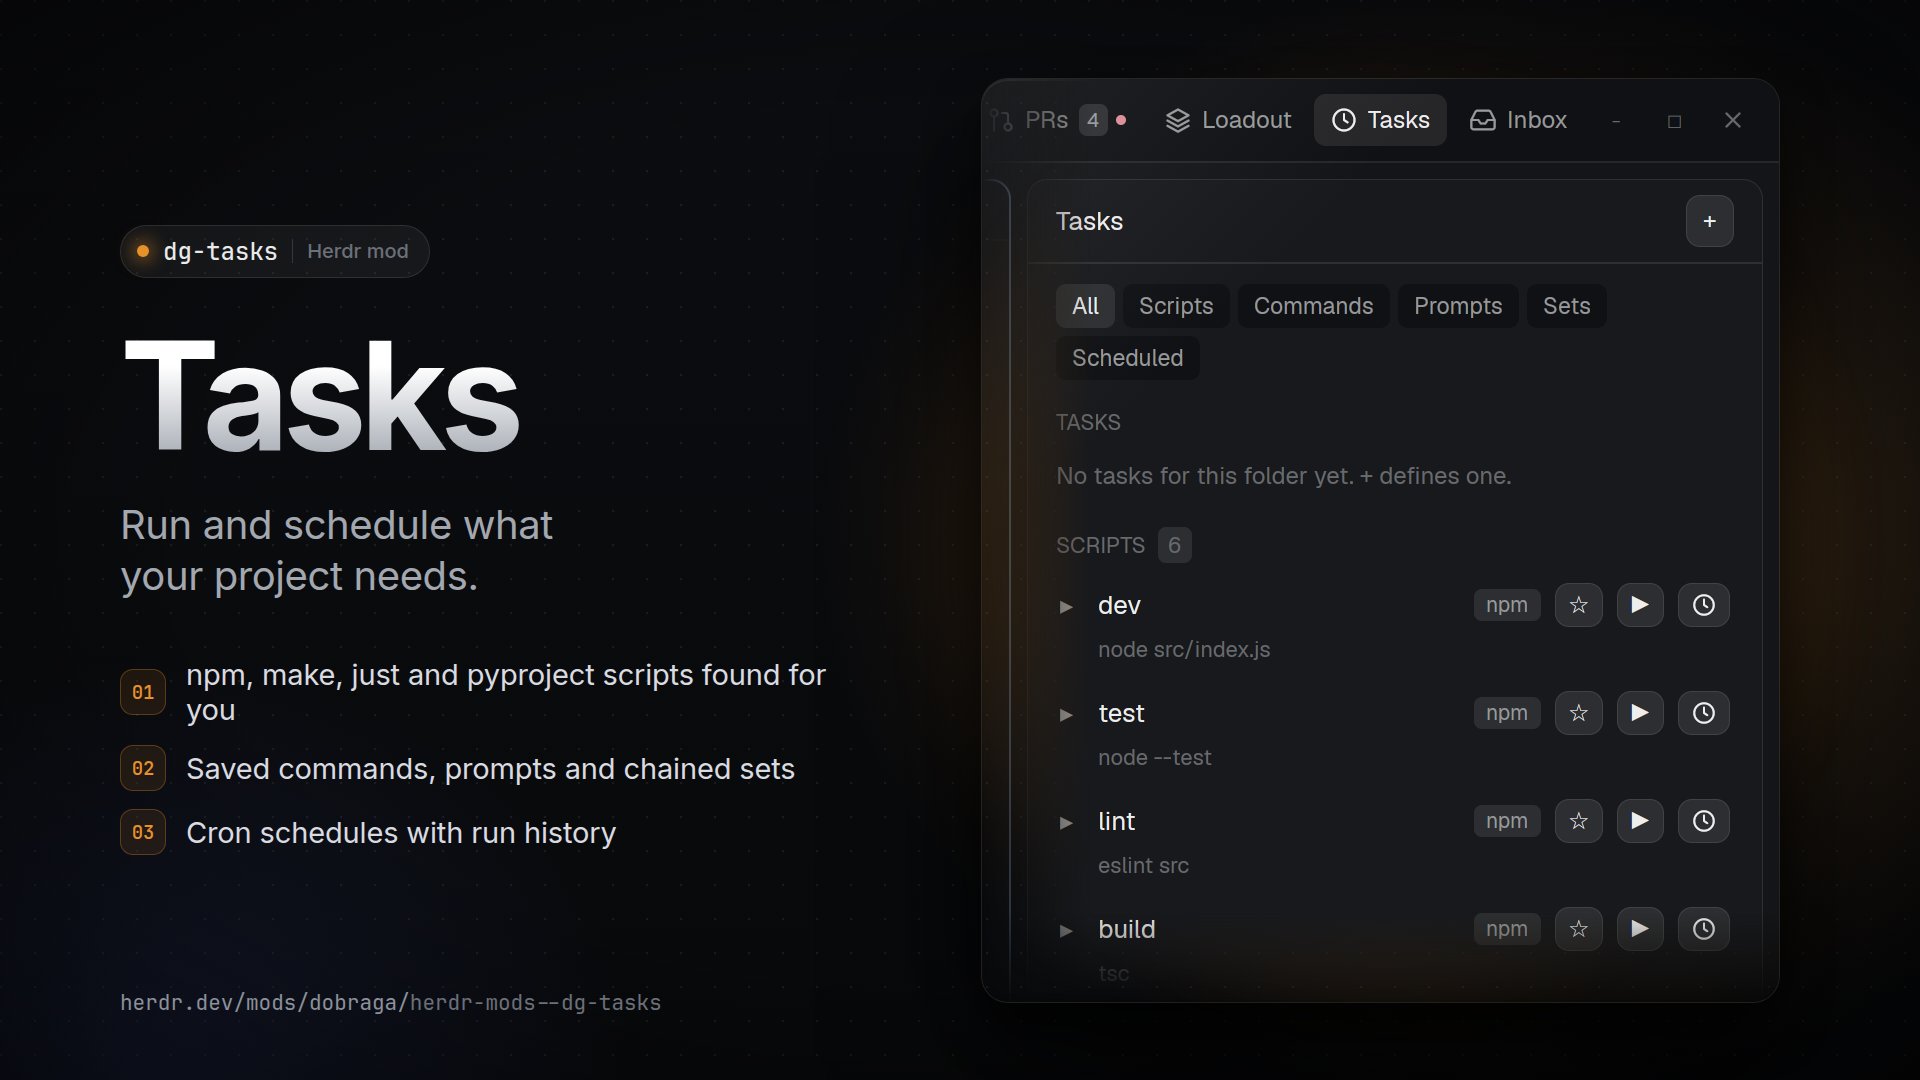 dg-tasks Herdr mod
Tasks
Run and schedule what
your project needs.
01 npm, make, just and pyproject scripts found for
you
02 Saved commands, prompts and chained sets
03 Cron schedules with run history
herdr.dev/mods/dobraga/herdr-mods--dg-tasks
PRs 4 Loadout Tasks Inbox
Tasks +
All Scripts Commands Prompts Sets
Scheduled
TASKS
No tasks for this folder yet. + defines one.
SCRIPTS 6
dev npm
node src/index.js
test npm
node --test
lint npm
eslint src
build npm
tsc